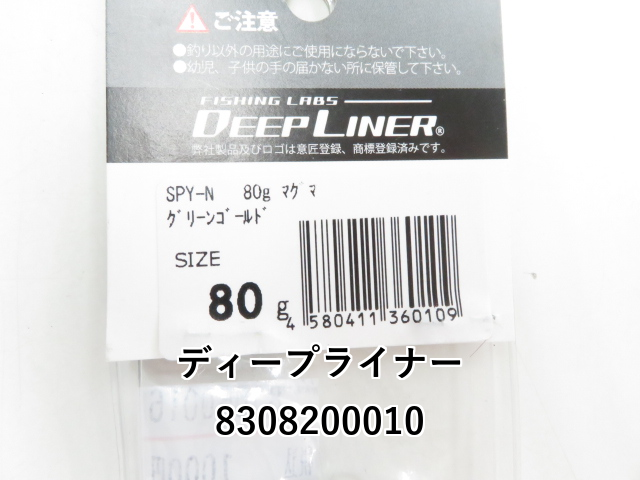 ご注意
●釣り以外の用途にご使用にならないで下さい。
●幼児、子供の手の届かない所に保管して下さい。
FISHING LABS
DEEPLINER®
弊社製品及びロゴは意匠登録、商標登録済みです。
SPY-N 80g ﾏｸﾞﾏ
ｸﾞﾘｰﾝｺﾞｰﾙﾄﾞ
SIZE
80 g
4 580411 360109
ディープライナー
8308200010